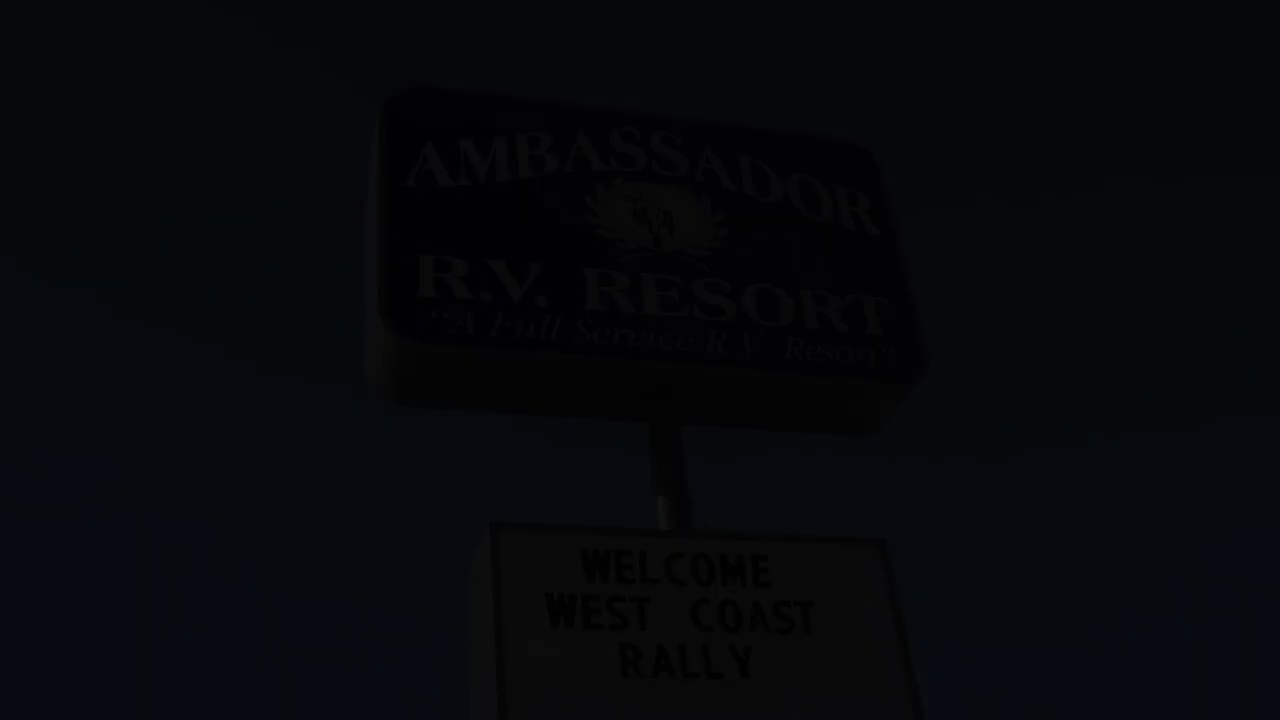 AMBASSADOR
R.V. RESORT
"A Full Service R.V. Resort"
WELCOME
WEST COAST
RALLY